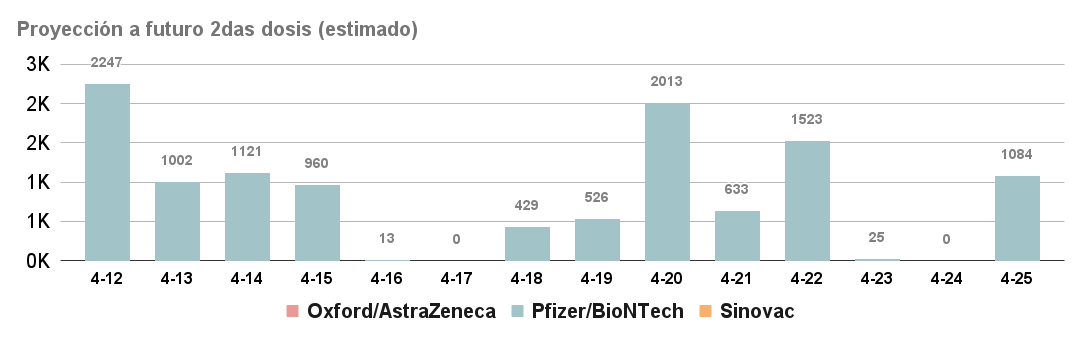 Proyección a futuro 2das dosis (estimado)
3K
2K
2K
1K
1K
0K
2247
1002
1121
960
13
0
429
526
2013
633
1523
25
0
1084
4-12
4-13
4-14
4-15
4-16
4-17
4-18
4-19
4-20
4-21
4-22
4-23
4-24
4-25
Oxford/AstraZeneca
Pfizer/BioNTech
Sinovac